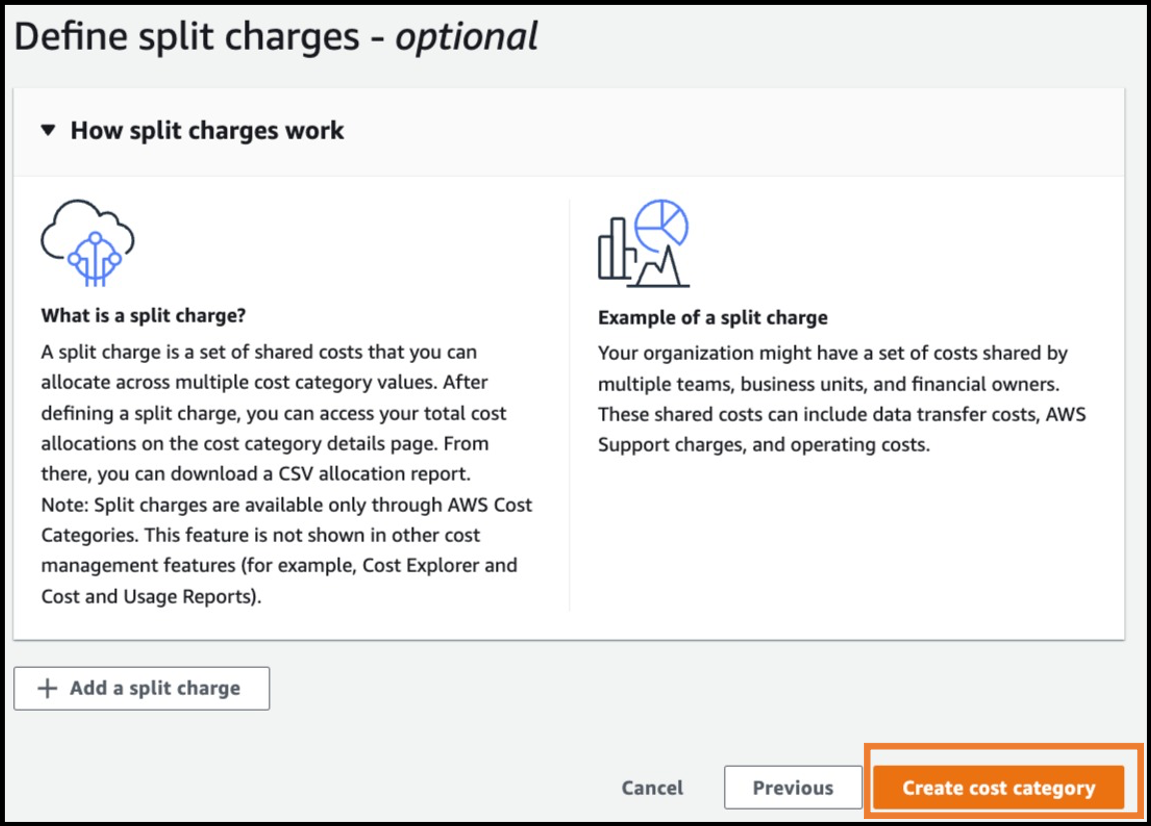 Define split charges - optional
How split charges work
What is a split charge?
A split charge is a set of shared costs that you can
allocate across multiple cost category values. After
defining a split charge, you can access your total cost
allocations on the cost category details page. From
there, you can download a CSV allocation report.
Note: Split charges are available only through AWS Cost
Categories. This feature is not shown in other cost
management features (for example, Cost Explorer and
Cost and Usage Reports).
Example of a split charge
Your organization might have a set of costs shared by
multiple teams, business units, and financial owners.
These shared costs can include data transfer costs, AWS
Support charges, and operating costs.
Add a split charge
Cancel
Previous
Create cost category